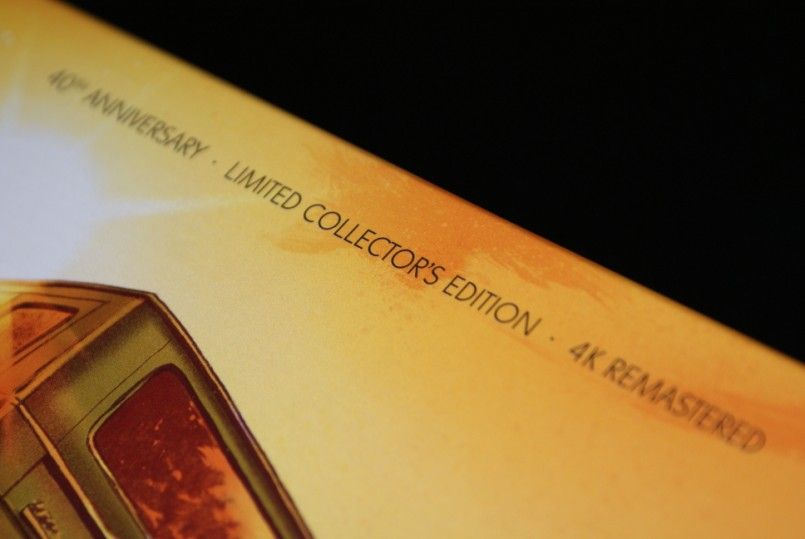 40TH ANNIVERSARY · LIMITED COLLECTOR'S EDITION · 4K REMASTERED